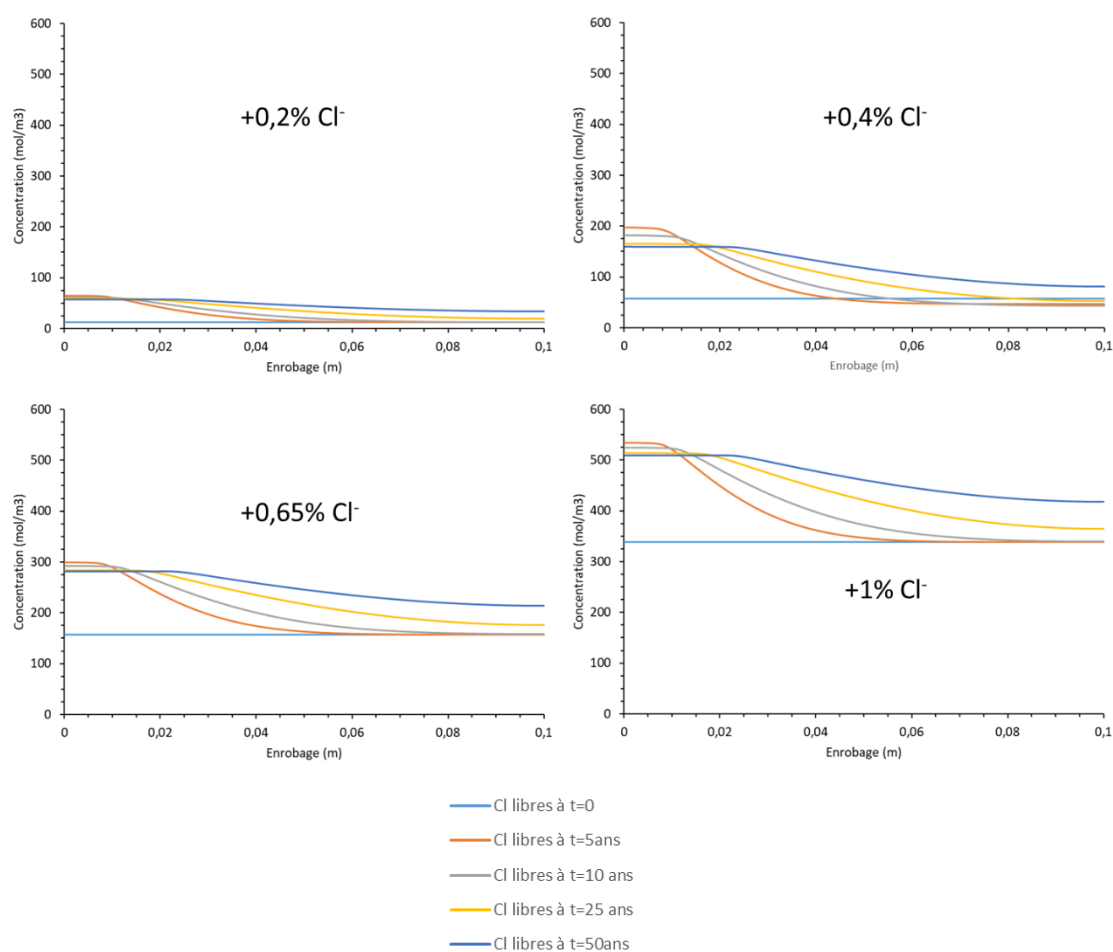 600
500
400
300
200
100
0
Concentration (mol/m3)
+0,2% Cl-
0 0,02 0,04 0,06 0,08 0,1
Enrobage (m)
600
500
400
300
200
100
0
Concentration (mol/m3)
+0,4% Cl-
0 0,02 0,04 0,06 0,08 0,1
Enrobage (m)
600
500
400
300
200
100
0
Concentration (mol/m3)
+0,65% Cl-
0 0,02 0,04 0,06 0,08 0,1
Enrobage (m)
600
500
400
300
200
100
0
Concentration (mol/m3)
+1% Cl-
0 0,02 0,04 0,06 0,08 0,1
Enrobage (m)
Cl libres à t=0
Cl libres à t=5ans
Cl libres à t=10 ans
Cl libres à t=25 ans
Cl libres à t=50ans